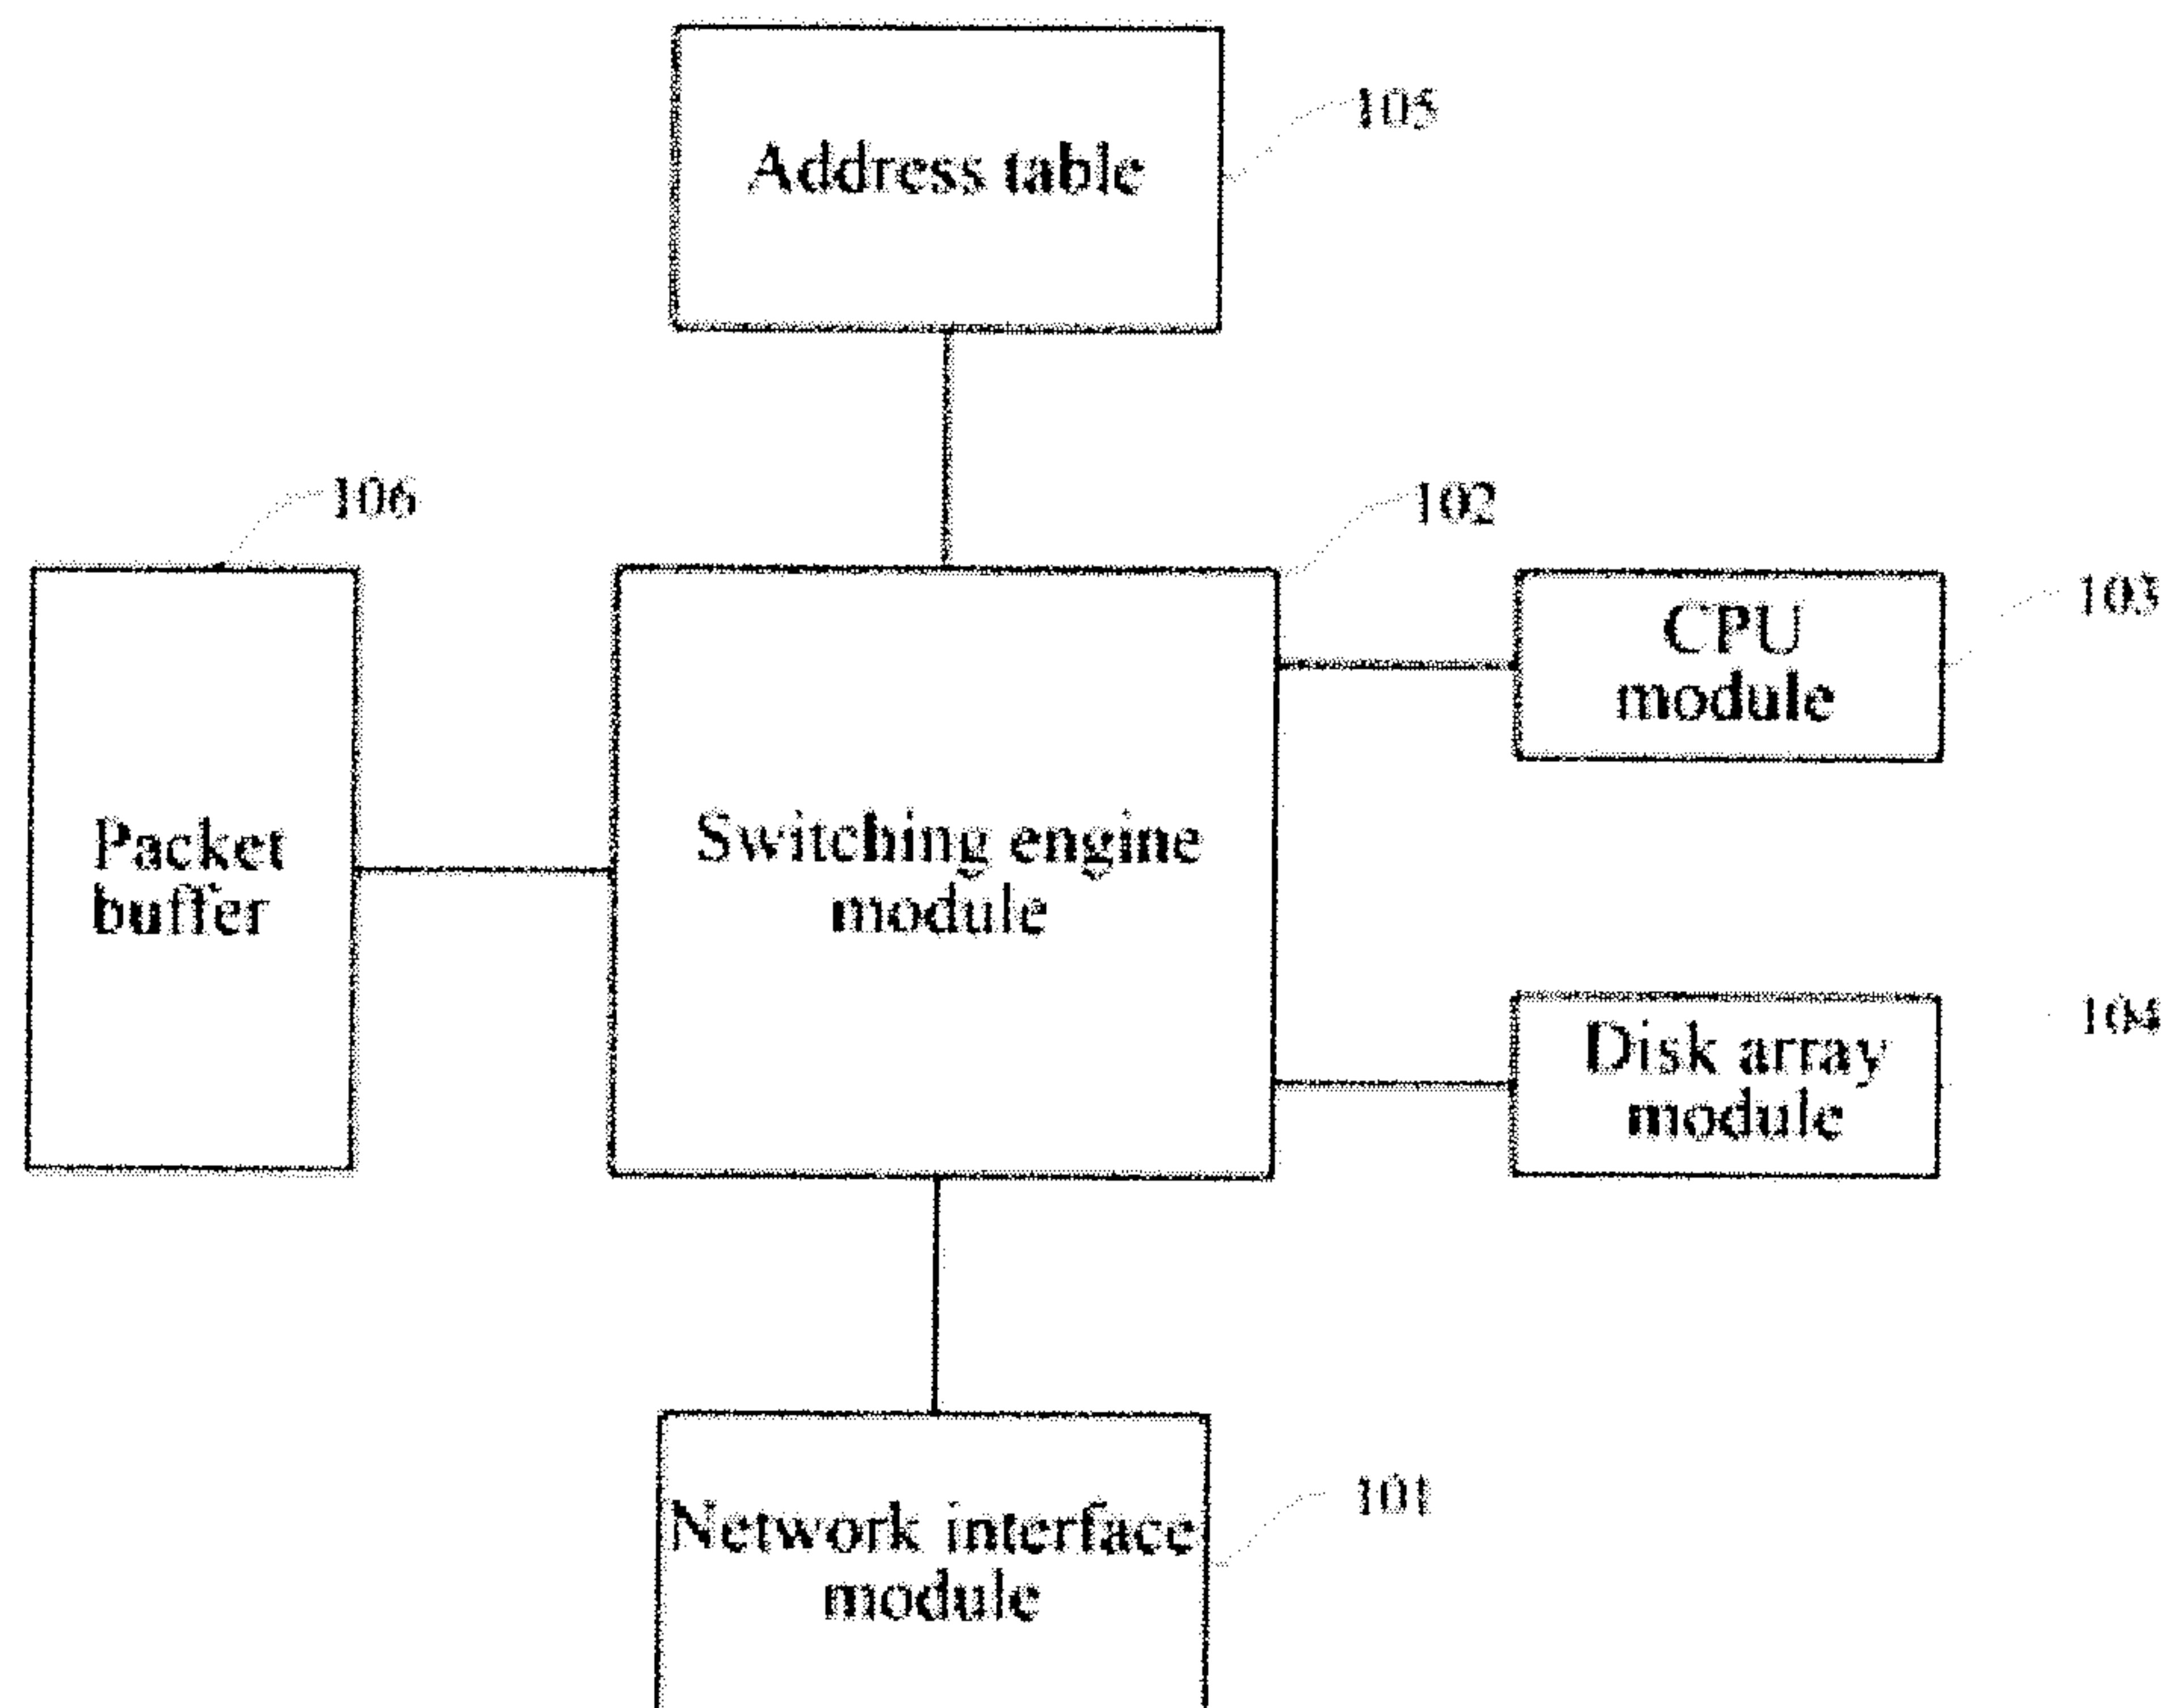 105
Address table
106
102
103
CPU
module
Switching engine
module
Packet
buffer
104
Disk array
module
101
Network interface
module